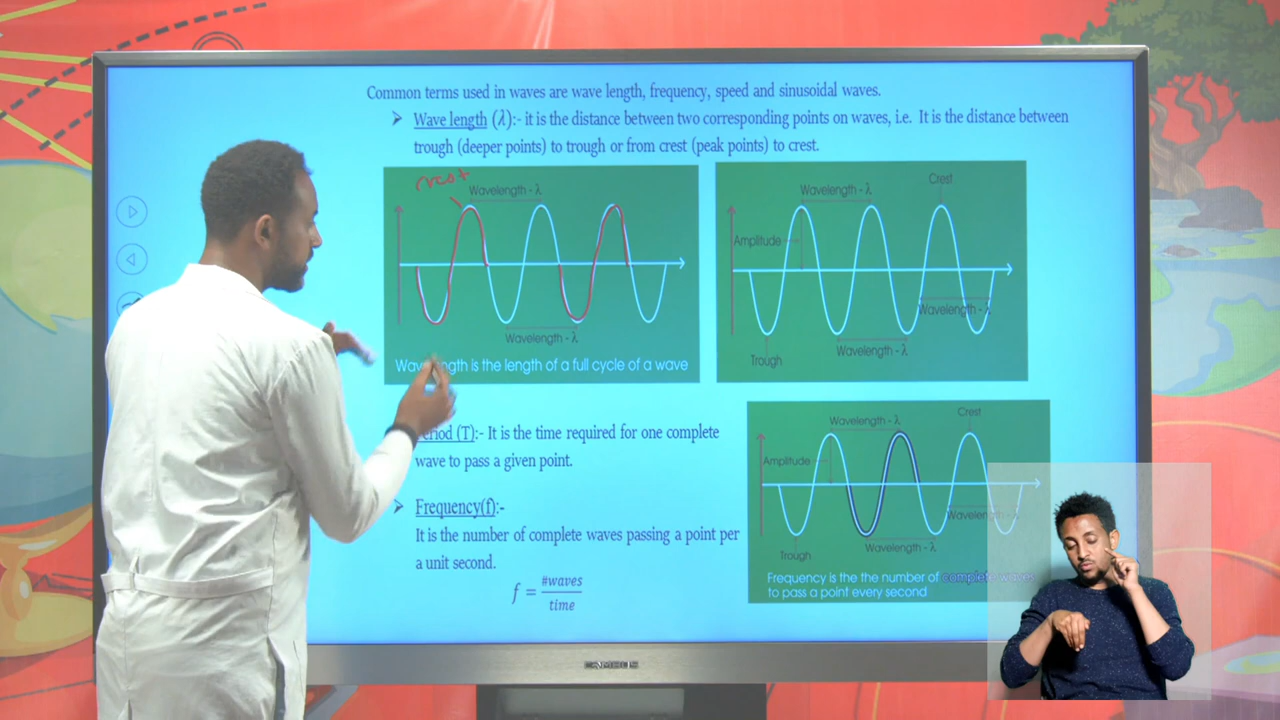 Common terms used in waves are wave length, frequency, speed and sinusoidal waves.
➤ Wave length (λ):- it is the distance between two corresponding points on waves, i.e. It is the distance between
trough (deeper points) to trough or from crest (peak points) to crest.
Wavelength - λ
Wavelength - λ
is the length of a full cycle of a wave
Wavelength - λ
Crest
Amplitude
Wavelength - λ
Wavelength - λ
Trough
(T):- It is the time required for one complete
wave to pass a given point.
➤ Frequency(f):-
It is the number of complete waves passing a point per
a unit second.
f = #waves
time
Wavelength - λ
Crest
Amplitude
Wavelength - λ
Wavelength - λ
Trough
Frequency is the the number of complete waves
to pass a point every second